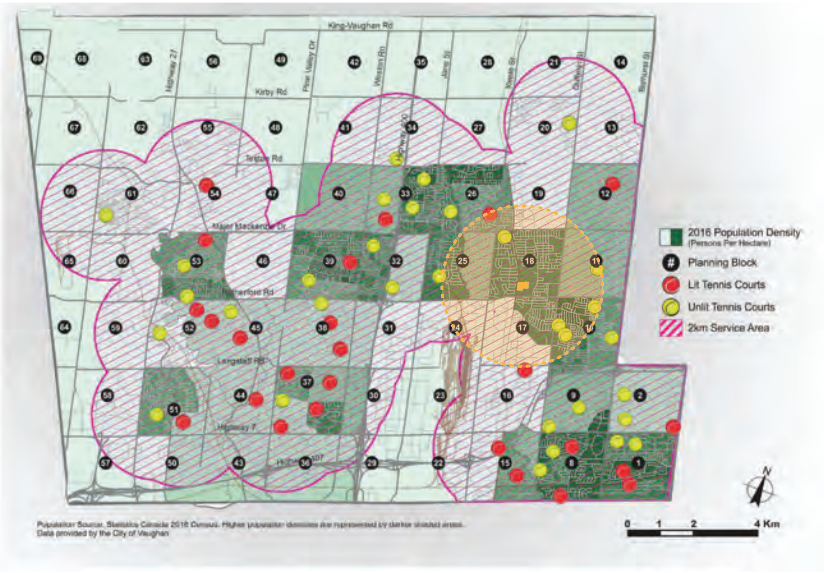 King-Vaughan Rd
69
68
63
56
49
42
35
28
21
14
Highway 27
Pine Valley Dr
Weston Rd
Jane St
Keele St
Dufferin St
Bathurst St
Kirby Rd
67
62
55
48
41
34
27
20
13
Teston Rd
66
61
54
47
40
33
26
19
12
Major Mackenzie Dr
65
60
53
46
39
32
25
18
11
Rutherford Rd
64
59
52
45
38
31
24
17
10
Langstaff Rd
58
51
44
37
30
23
16
9
2
Highway 7
57
50
43
36
29
22
15
8
1
Highway 407
2016 Population Density
(Persons Per Hectare)
# Planning Block
Lit Tennis Courts
Unlit Tennis Courts
2km Service Area
N
0 1 2 4 Km
Population Source, Statistics Canada 2016 Census. Higher population densities are represented by darker shaded areas.
Data provided by the City of Vaughan